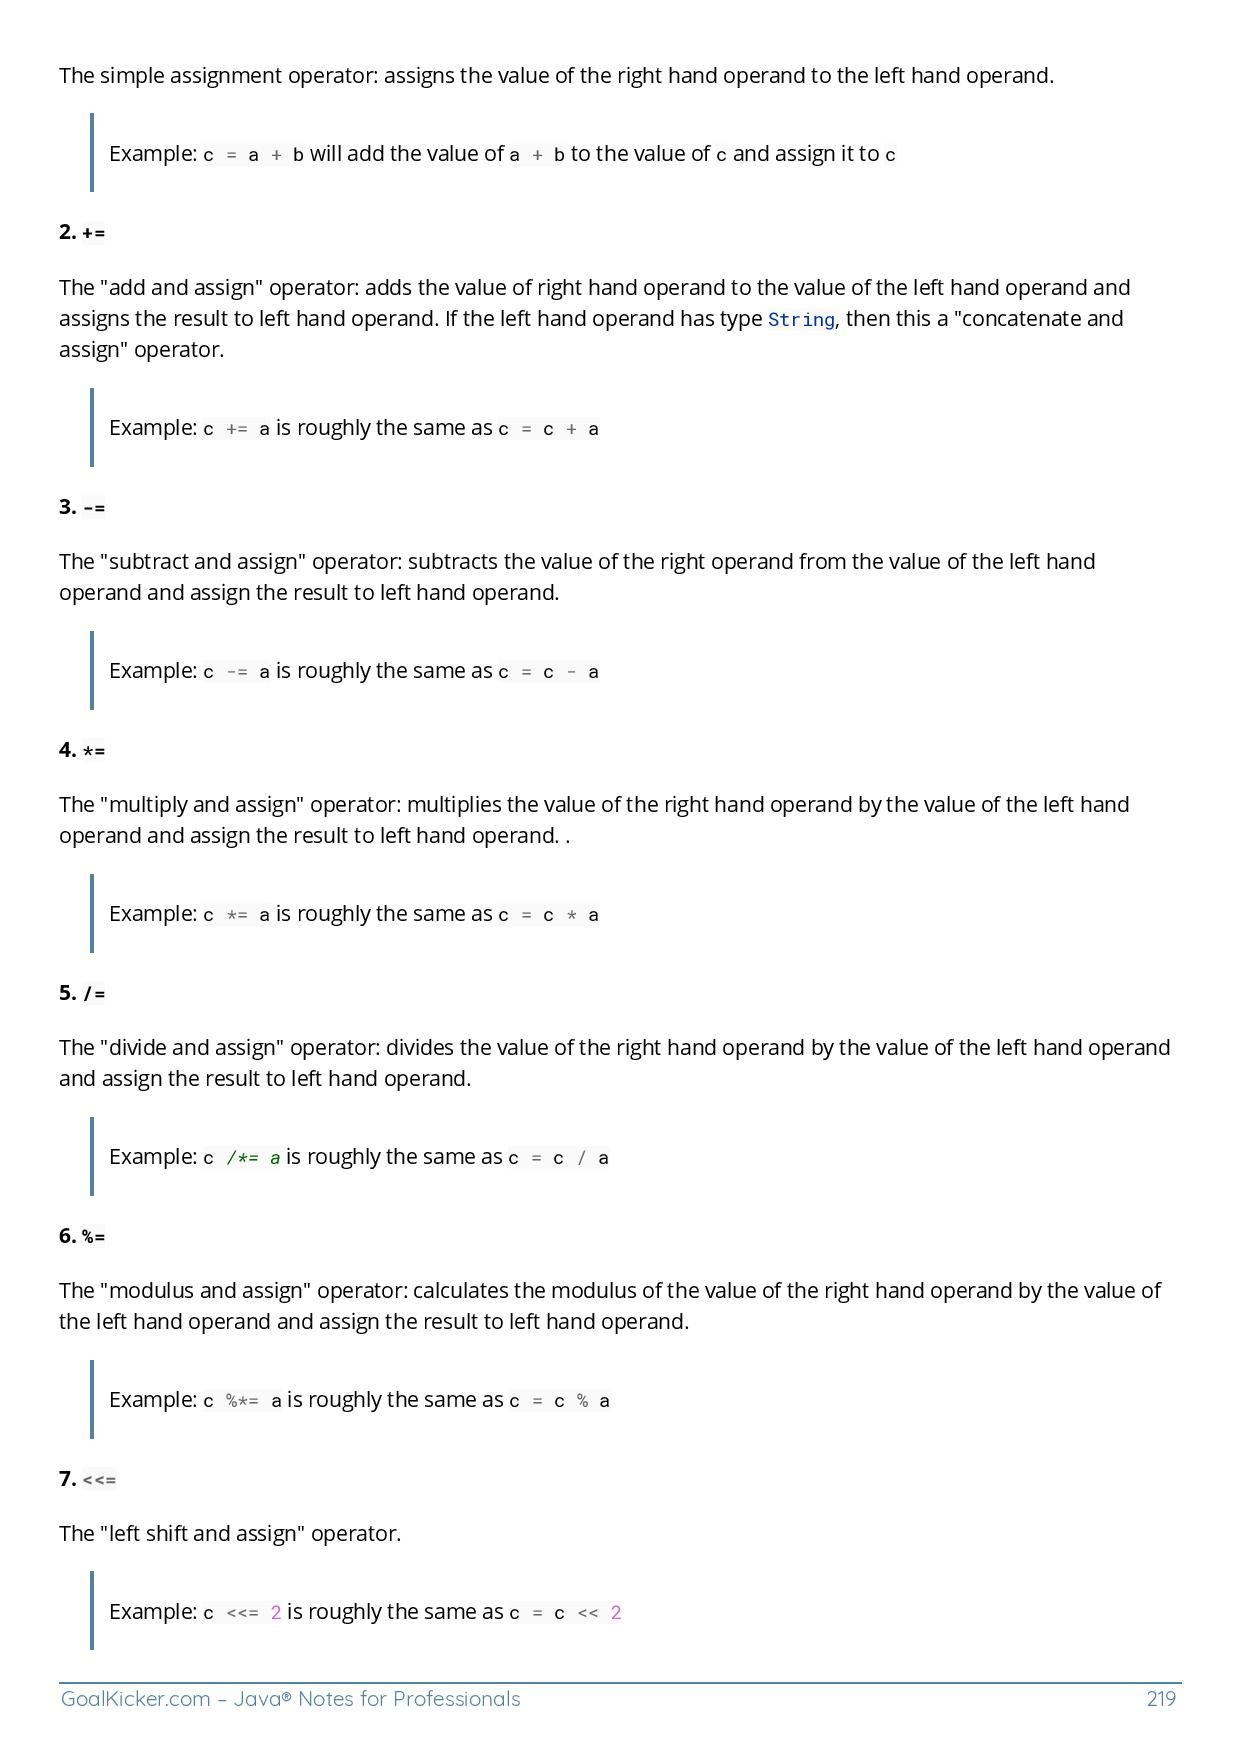 The simple assignment operator: assigns the value of the right hand operand to the left hand operand.
Example: c = a + b will add the value of a + b to the value of c and assign it to c
2. +=
The "add and assign" operator: adds the value of right hand operand to the value of the left hand operand and
assigns the result to left hand operand. If the left hand operand has type String, then this a "concatenate and
assign" operator.
Example: c += a is roughly the same as c = c + a
3. -=
The "subtract and assign" operator: subtracts the value of the right operand from the value of the left hand
operand and assign the result to left hand operand.
Example: c -= a is roughly the same as c = c - a
4. *=
The "multiply and assign" operator: multiplies the value of the right hand operand by the value of the left hand
operand and assign the result to left hand operand. .
Example: c *= a is roughly the same as c = c * a
5. /=
The "divide and assign" operator: divides the value of the right hand operand by the value of the left hand operand
and assign the result to left hand operand.
Example: c /*= a is roughly the same as c = c / a
6. %=
The "modulus and assign" operator: calculates the modulus of the value of the right hand operand by the value of
the left hand operand and assign the result to left hand operand.
Example: c %*= a is roughly the same as c = c % a
7. <<=
The "left shift and assign" operator.
Example: c <<= 2 is roughly the same as c = c << 2
GoalKicker.com – Java® Notes for Professionals 219